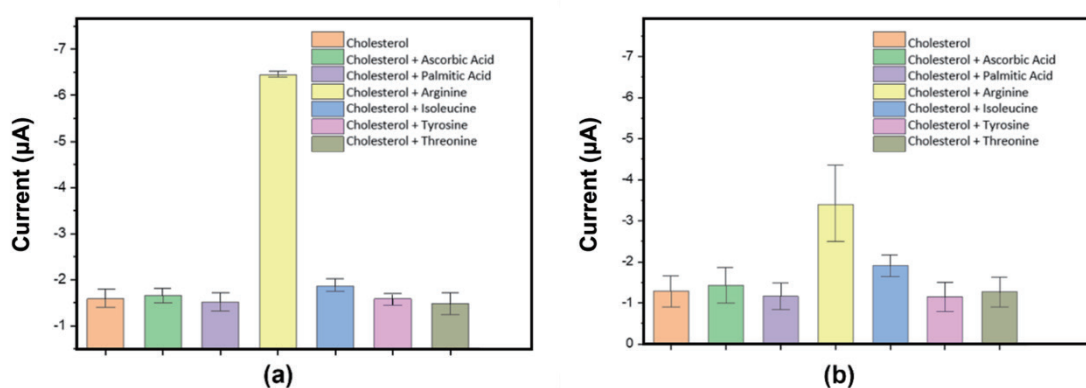 Current (µA)
-7
-6
-5
-4
-3
-2
-1
Cholesterol
Cholesterol + Ascorbic Acid
Cholesterol + Palmitic Acid
Cholesterol + Arginine
Cholesterol + Isoleucine
Cholesterol + Tyrosine
Cholesterol + Threonine
(a)
Current (µA)
-7
-6
-5
-4
-3
-2
-1
0
Cholesterol
Cholesterol + Ascorbic Acid
Cholesterol + Palmitic Acid
Cholesterol + Arginine
Cholesterol + Isoleucine
Cholesterol + Tyrosine
Cholesterol + Threonine
(b)